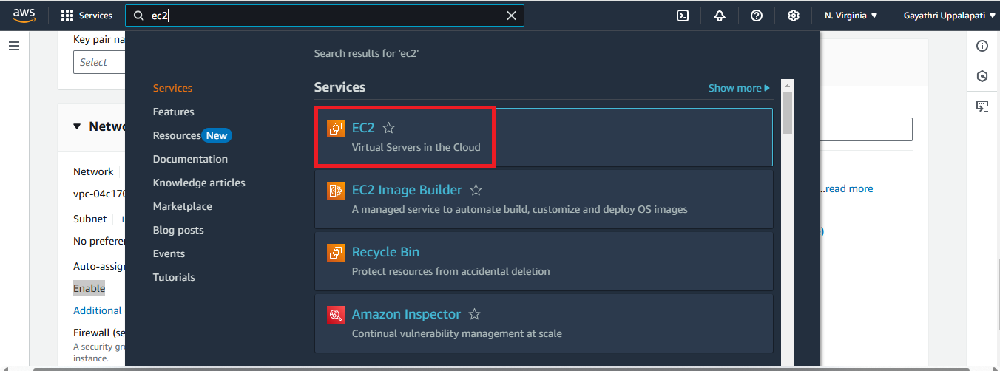 aws Services ec2 N. Virginia Gayathri Uppalapati
Key pair na
Select
Search results for 'ec2'
Services
Features
Resources New
Documentation
Knowledge articles
Marketplace
Blog posts
Events
Tutorials
Services Show more
EC2
Virtual Servers in the Cloud
EC2 Image Builder
A managed service to automate build, customize and deploy OS images
Recycle Bin
Protect resources from accidental deletion
Amazon Inspector
Continual vulnerability management at scale
Netwo
Network
vpc-04c170
Subnet
No preferen
Auto-assig
Enable
Additional
Firewall (se
A security gro
instance.
...read more
)